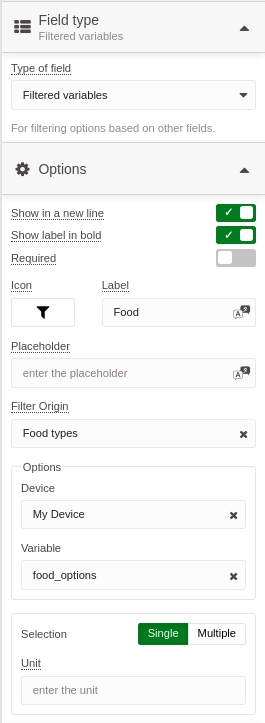 Field type
Filtered variables
Type of field
Filtered variables
For filtering options based on other fields.
Options
Show in a new line
Show label in bold
Required
Icon Label
Food
Placeholder
enter the placeholder
Filter Origin
Food types
Options
Device
My Device
Variable
food_options
Selection Single Multiple
Unit
enter the unit